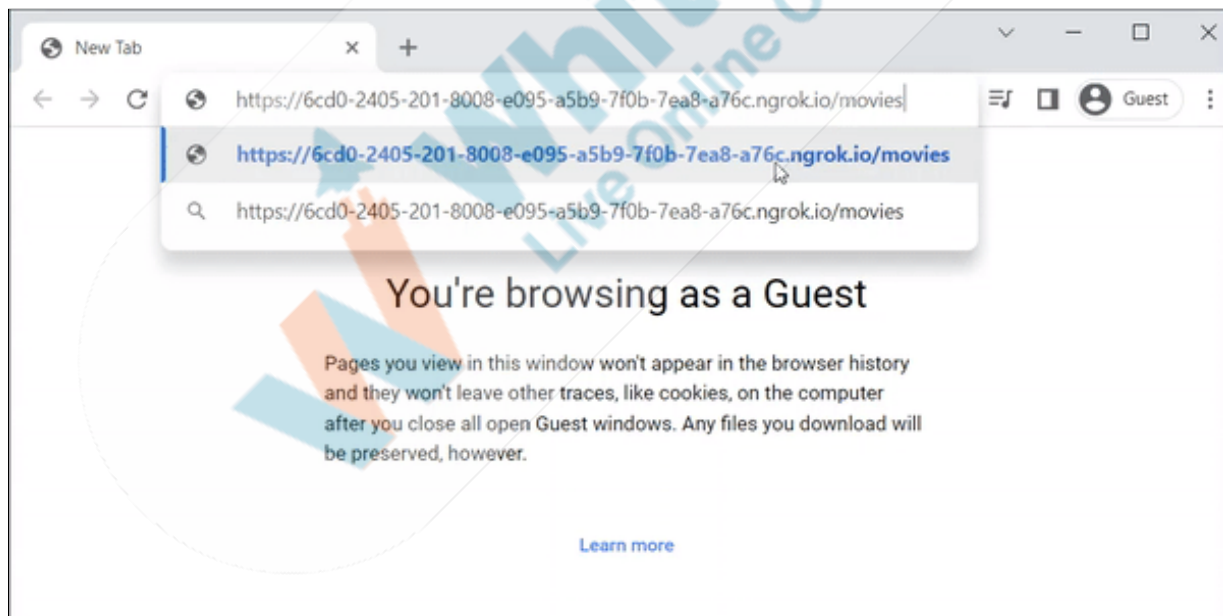 New Tab
https://6cd0-2405-201-8008-e095-a5b9-7f0b-7ea8-a76c.ngrok.io/movies
Guest
https://6cd0-2405-201-8008-e095-a5b9-7f0b-7ea8-a76c.ngrok.io/movies
https://6cd0-2405-201-8008-e095-a5b9-7f0b-7ea8-a76c.ngrok.io/movies
Live Online
You're browsing as a Guest
Pages you view in this window won't appear in the browser history
and they won't leave other traces, like cookies, on the computer
after you close all open Guest windows. Any files you download will
be preserved, however.
Learn more